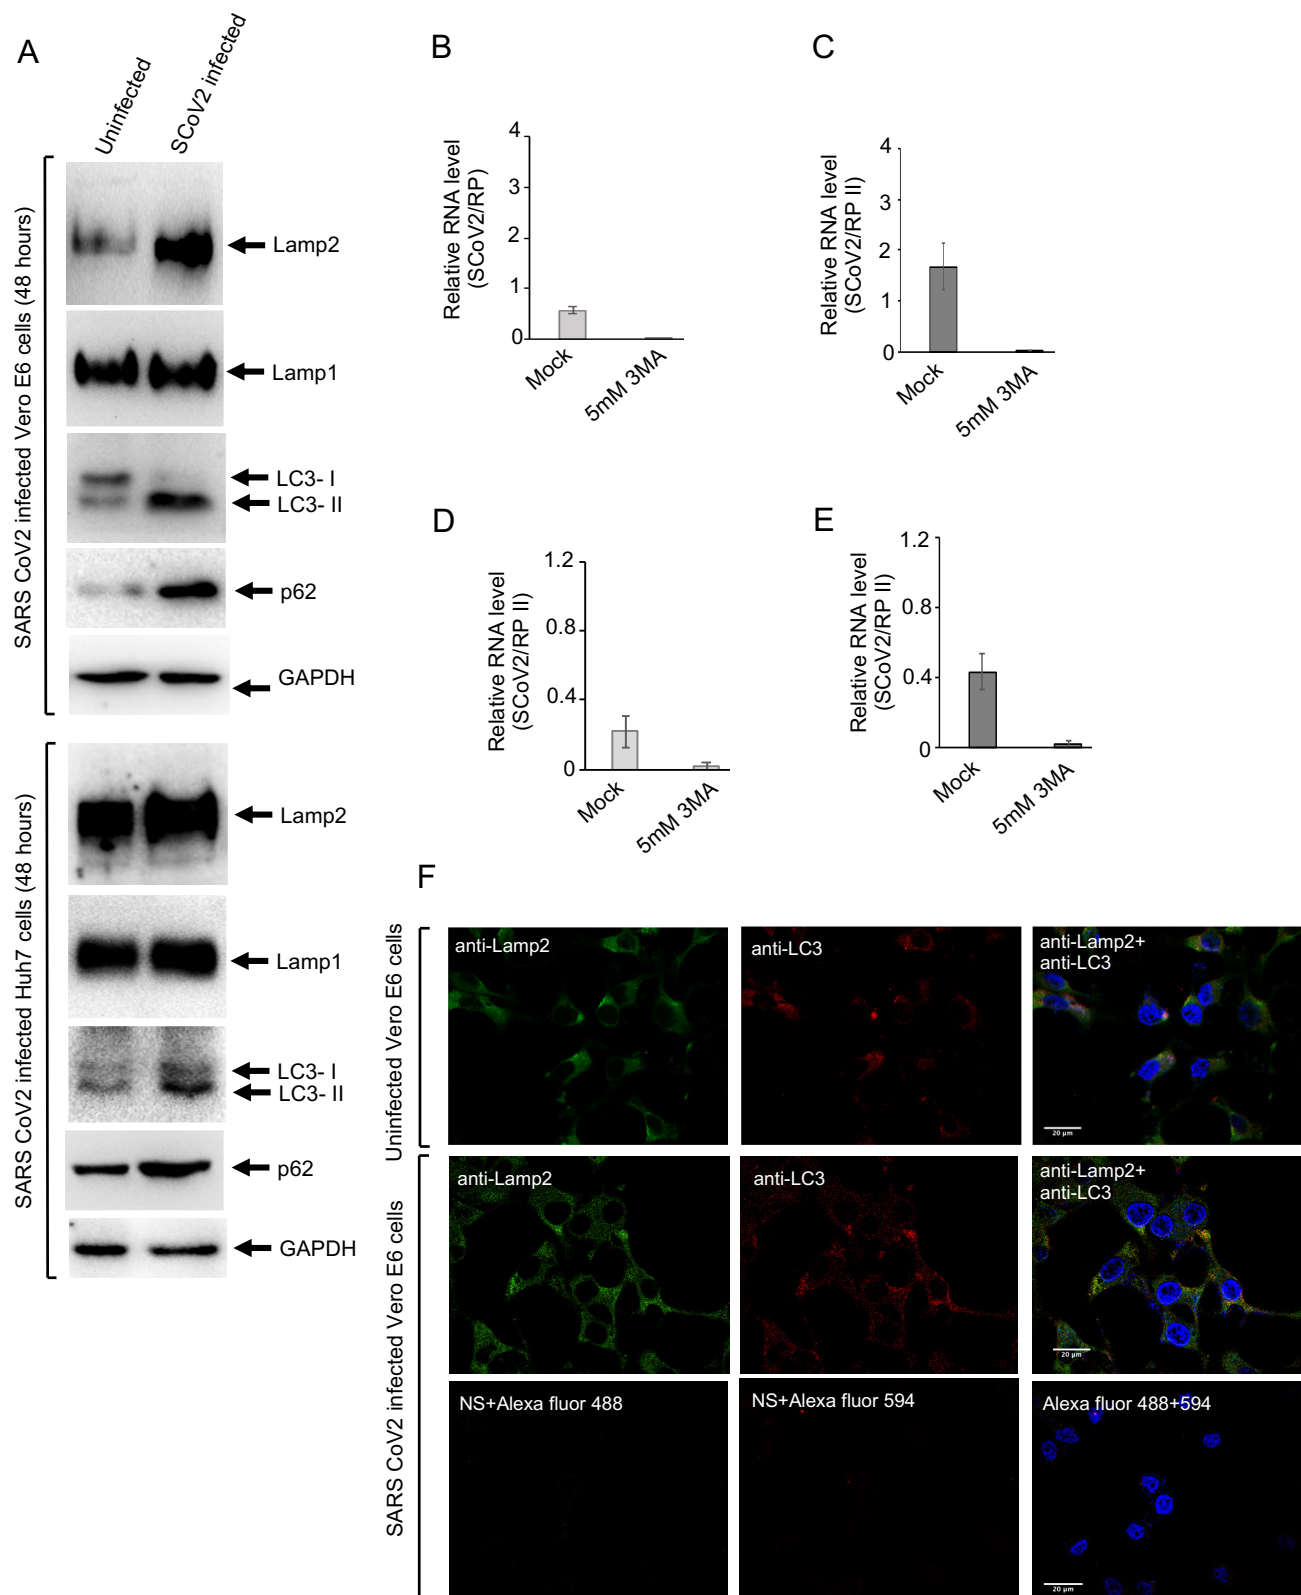 A
Uninfected
SCoV2 infected
SARS CoV2 infected Vero E6 cells (48 hours)
Lamp2
Lamp1
LC3- I
LC3- II
p62
GAPDH
SARS CoV2 infected Huh7 cells (48 hours)
Lamp2
Lamp1
LC3- I
LC3- II
p62
GAPDH
B
Relative RNA level
(SCoV2/RP)
4
3
2
1
0
Mock
5mM 3MA
C
Relative RNA level
(SCoV2/RP II)
4
3
2
1
0
Mock
5mM 3MA
D
Relative RNA level
(SCoV2/RP II)
1.2
0.8
0.4
0
Mock
5mM 3MA
E
Relative RNA level
(SCoV2/RP II)
1.2
0.8
0.4
0
Mock
5mM 3MA
F
Uninfected Vero E6 cells
anti-Lamp2
anti-LC3
anti-Lamp2+
anti-LC3
20 µm
SARS CoV2 infected Vero E6 cells
anti-Lamp2
anti-LC3
anti-Lamp2+
anti-LC3
20 µm
NS+Alexa fluor 488
NS+Alexa fluor 594
Alexa fluor 488+594
20 µm